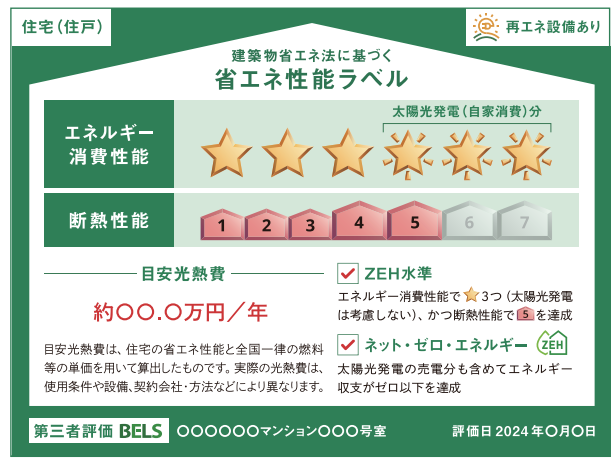 住宅（住戸）
再エネ設備あり
建築物省エネ法に基づく
省エネ性能ラベル
エネルギー
消費性能
太陽光発電（自家消費）分
断熱性能
1 2 3 4 5 6 7
目安光熱費
約〇〇.〇万円／年
目安光熱費は、住宅の省エネ性能と全国一律の燃料
等の単価を用いて算出したものです。実際の光熱費は、
使用条件や設備、契約会社・方法などにより異なります。
ZEH水準
エネルギー消費性能で★3つ（太陽光発電
は考慮しない）、かつ断熱性能で5を達成
ネット・ゼロ・エネルギー ZEH
太陽光発電の売電分も含めてエネルギー
収支がゼロ以下を達成
第三者評価 BELS 〇〇〇〇〇〇マンション〇〇〇号室
評価日2024年〇月〇日